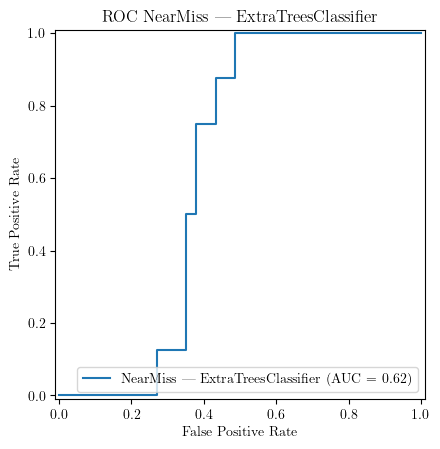 ROC NearMiss — ExtraTreesClassifier
1.0
0.8
0.6
0.4
0.2
0.0
True Positive Rate
NearMiss — ExtraTreesClassifier (AUC = 0.62)
0.0 0.2 0.4 0.6 0.8 1.0
False Positive Rate